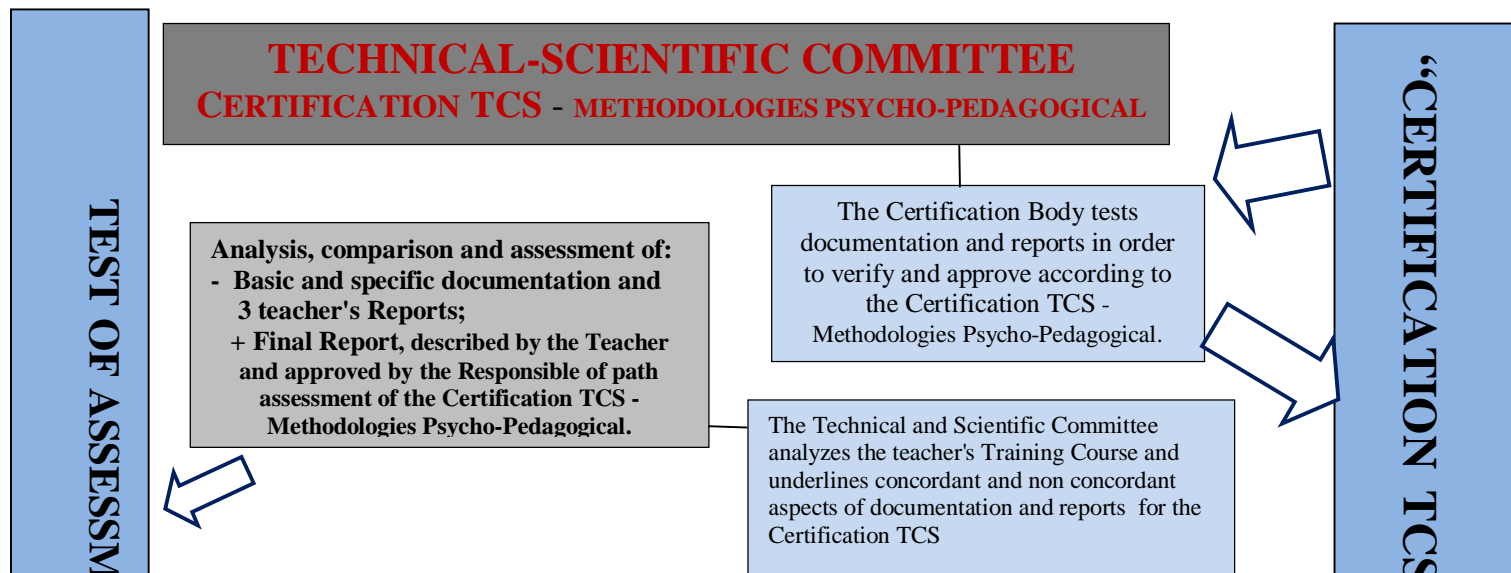 TECHNICAL-SCIENTIFIC COMMITTEE
CERTIFICATION TCS - METHODOLOGIES PSYCHO-PEDAGOGICAL
The Certification Body tests
documentation and reports in order
to verify and approve according to
the Certification TCS -
Methodologies Psycho-Pedagogical.
Analysis, comparison and assessment of:
- Basic and specific documentation and
3 teacher's Reports;
+ Final Report, described by the Teacher
and approved by the Responsible of path
assessment of the Certification TCS -
Methodologies Psycho-Pedagogical.
The Technical and Scientific Committee
analyzes the teacher's Training Course and
underlines concordant and non concordant
aspects of documentation and reports for the
Certification TCS
TEST OF ASSESSM
“CERTIFICATION TCS